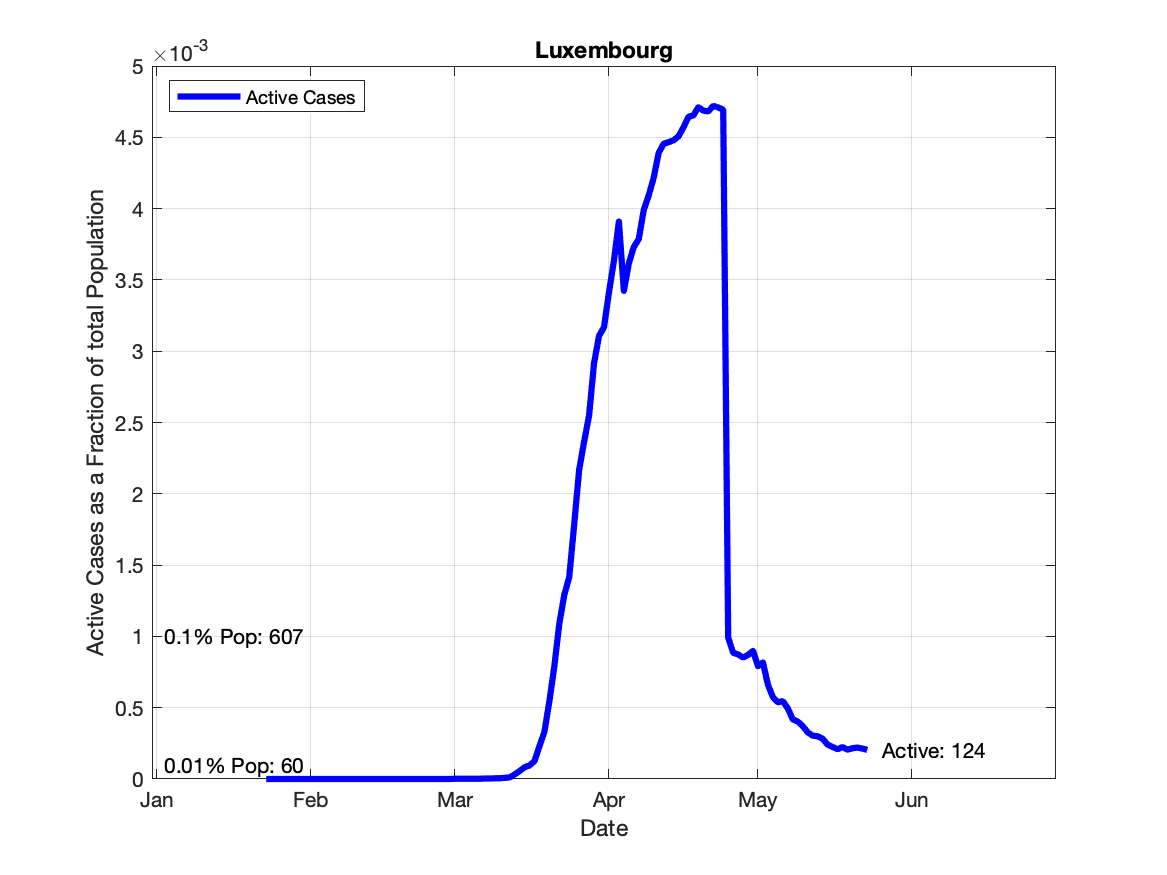 Luxembourg
×10-3
Active Cases
5
4.5
4
3.5
3
2.5
2
1.5
1
0.5
0
Active Cases as a Fraction of total Population
0.1% Pop: 607
0.01% Pop: 60
Active: 124
Jan Feb Mar Apr May Jun
Date